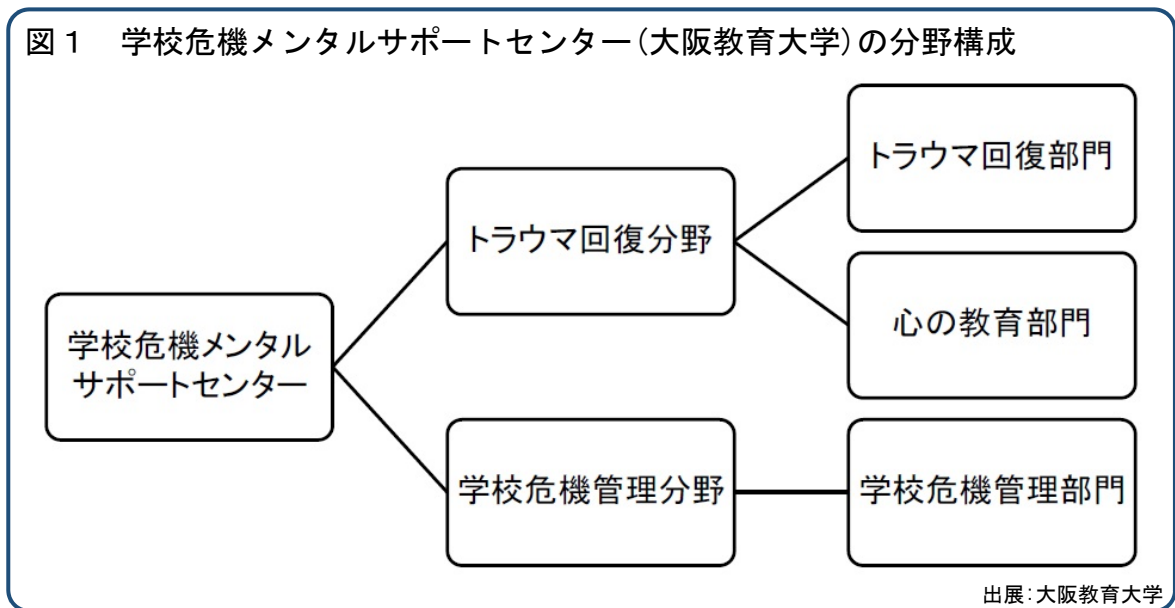 図1 学校危機メンタルサポートセンター(大阪教育大学)の分野構成
トラウマ回復部門
トラウマ回復分野
心の教育部門
学校危機メンタル
サポートセンター
学校危機管理分野
学校危機管理部門
出展:大阪教育大学